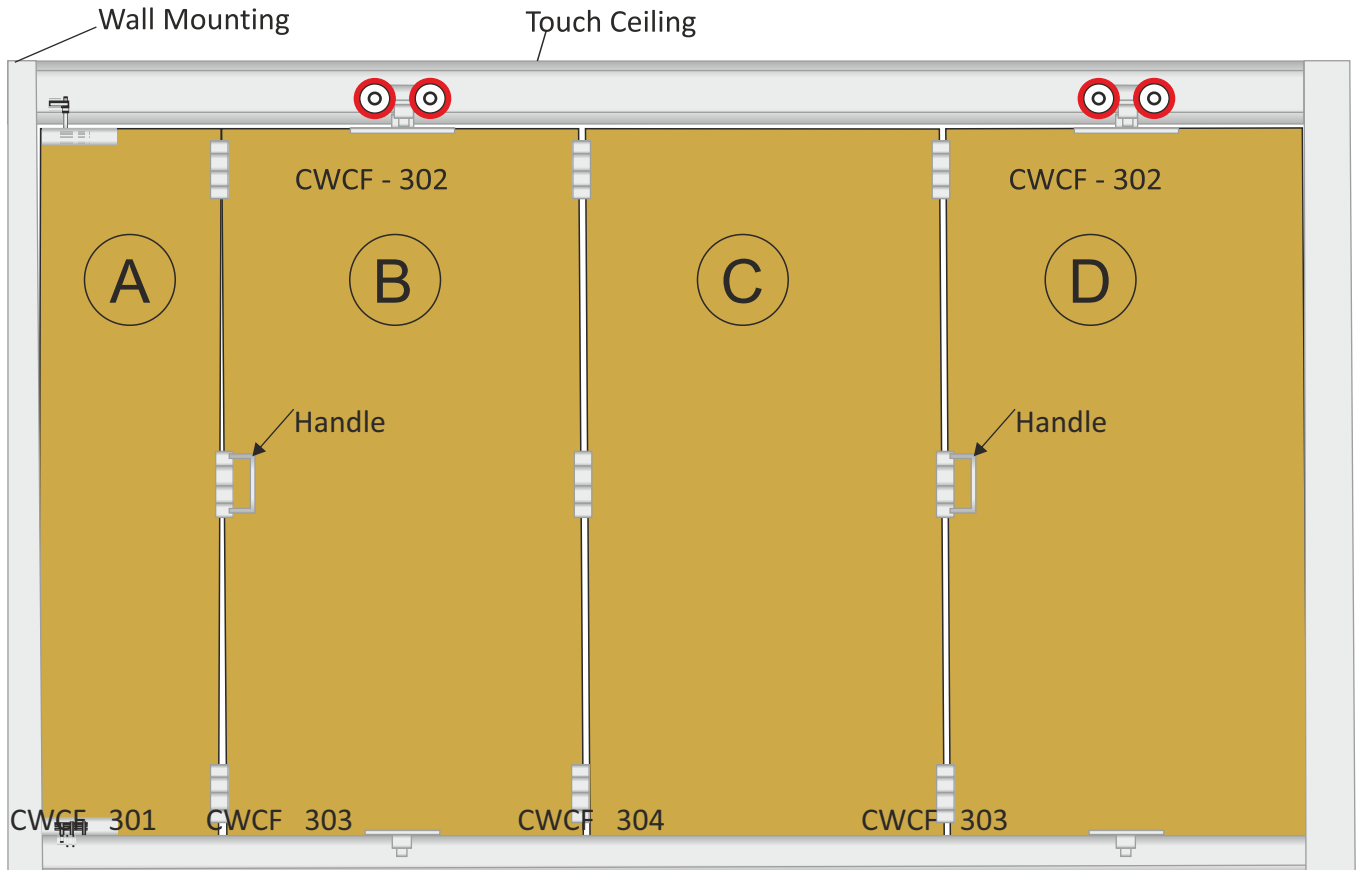 Wall Mounting
Touch Ceiling
CWCF - 302
CWCF - 302
A
B
C
D
Handle
Handle
CWCF 301
CWCF 303
CWCF 304
CWCF 303